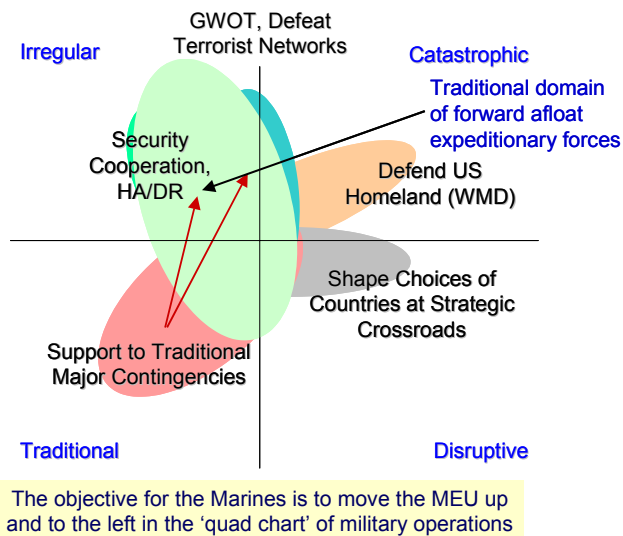 GWOT, Defeat
Terrorist Networks
Irregular
Catastrophic
Traditional domain
of forward afloat
expeditionary forces
Security
Cooperation,
HA/DR
Defend US
Homeland (WMD)
Shape Choices of
Countries at Strategic
Crossroads
Support to Traditional
Major Contingencies
Traditional
Disruptive
The objective for the Marines is to move the MEU up
and to the left in the ‘quad chart’ of military operations